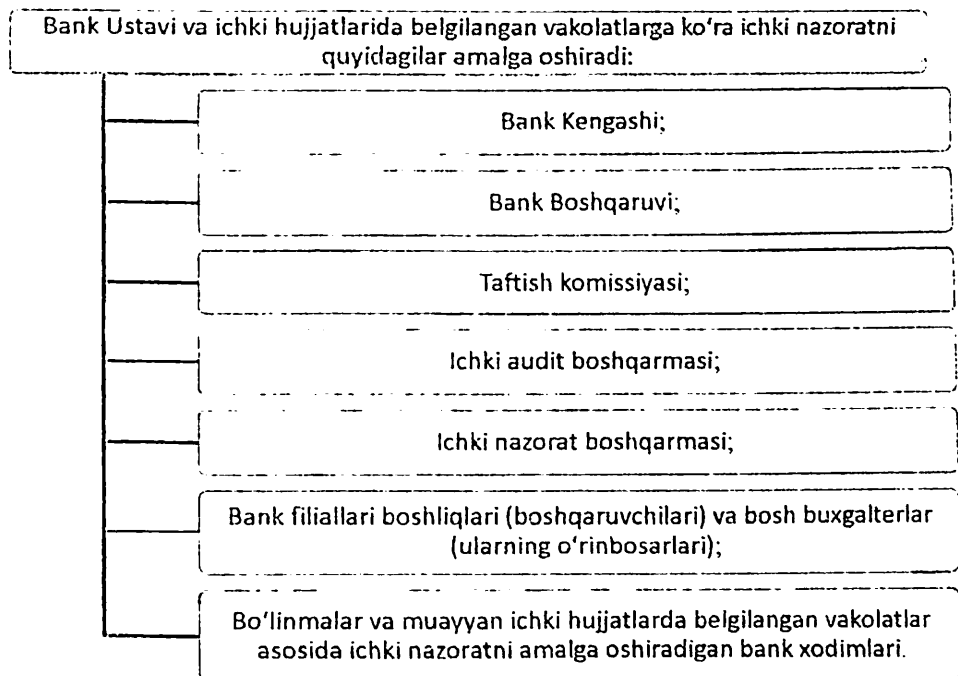 Bank Ustavi va ichki hujjatlarida belgilangan vakolatlarga ko‘ra ichki nazoratni
quyidagilar amalga oshiradi:
Bank Kengashi;
Bank Boshqaruvi;
Taftish komissiyasi;
Ichki audit boshqarmasi;
Ichki nazorat boshqarmasi;
Bank filiallari boshliqlari (boshqaruvchilari) va bosh buxgalterlar
(ularning o‘rinbosarlari);
Bo‘linmalar va muayyan ichki hujjatlarda belgilangan vakolatlar
asosida ichki nazoratni amalga oshiradigan bank xodimlari.